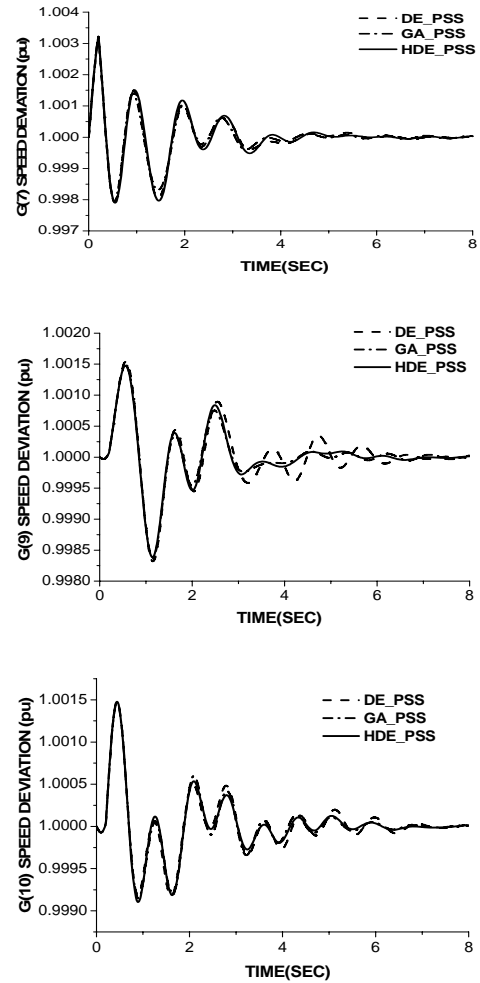 DE_PSS
GA_PSS
HDE_PSS
1.004
1.003
1.002
1.001
1.000
0.999
0.998
0.997
G(7) SPEED DEVIATION (pu)
0 2 4 6 8
TIME(SEC)
DE_PSS
GA_PSS
HDE_PSS
1.0020
1.0015
1.0010
1.0005
1.0000
0.9995
0.9990
0.9985
0.9980
G(9) SPEED DEVIATION (pu)
0 2 4 6 8
TIME(SEC)
DE_PSS
GA_PSS
HDE_PSS
1.0015
1.0010
1.0005
1.0000
0.9995
0.9990
G(10) SPEED DEVIATION (pu)
0 2 4 6 8
TIME(SEC)